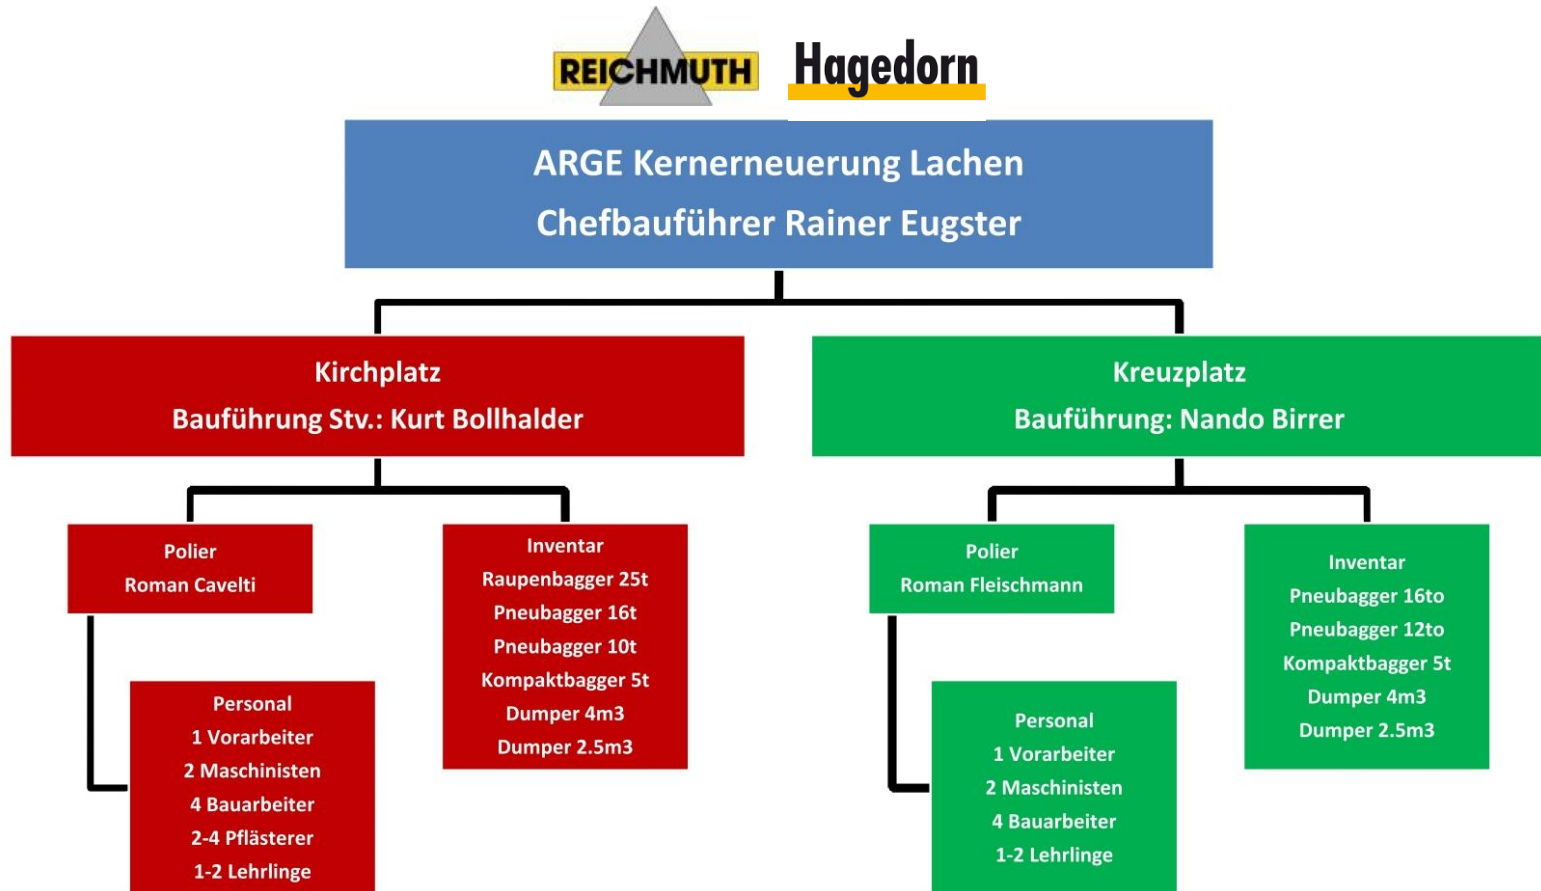 REICHMUTH
Hagedorn
ARGE Kernerneuerung Lachen
Chefbauführer Rainer Eugster
Kirchplatz
Bauführung Stv.: Kurt Bollhalder
Polier
Roman Cavelti
Personal
1 Vorarbeiter
2 Maschinisten
4 Bauarbeiter
2-4 Pflästerer
1-2 Lehrlinge
Inventar
Raupenbagger 25t
Pneubagger 16t
Pneubagger 10t
Kompaktbagger 5t
Dumper 4m3
Dumper 2.5m3
Kreuzplatz
Bauführung: Nando Birrer
Polier
Roman Fleischmann
Personal
1 Vorarbeiter
2 Maschinisten
4 Bauarbeiter
1-2 Lehrlinge
Inventar
Pneubagger 16to
Pneubagger 12to
Kompaktbagger 5t
Dumper 4m3
Dumper 2.5m3